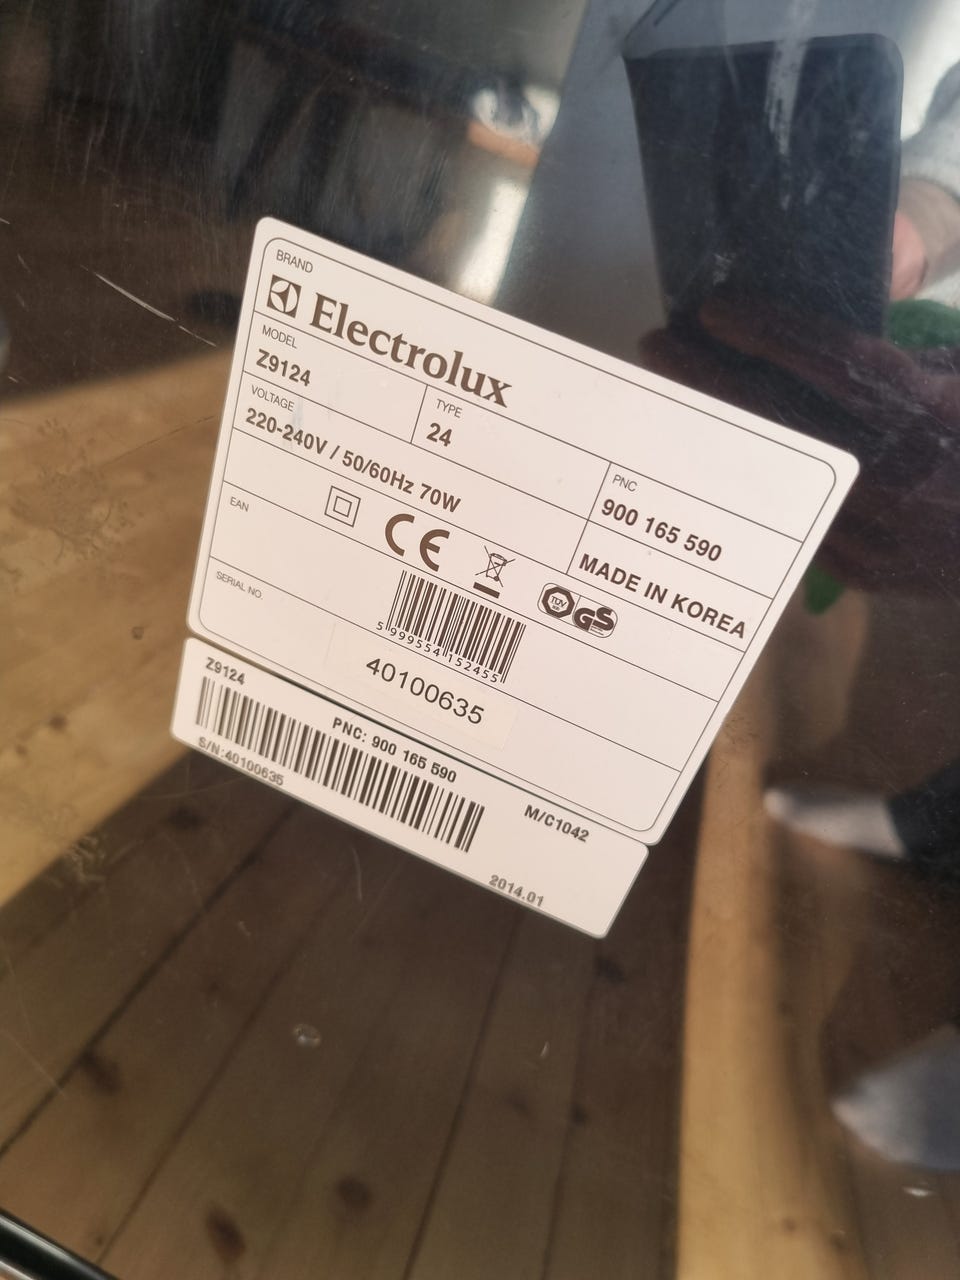 BRAND
Electrolux
MODEL
Z9124
TYPE
24
PNC
900 165 590
VOLTAGE
220-240V / 50/60Hz 70W
MADE IN KOREA
CE
TÜV GS
EAN
5 999554 152455
SERIAL NO.
40100635
Z9124
PNC: 900 165 590
S/N:40100635
M/C1042
2014.01